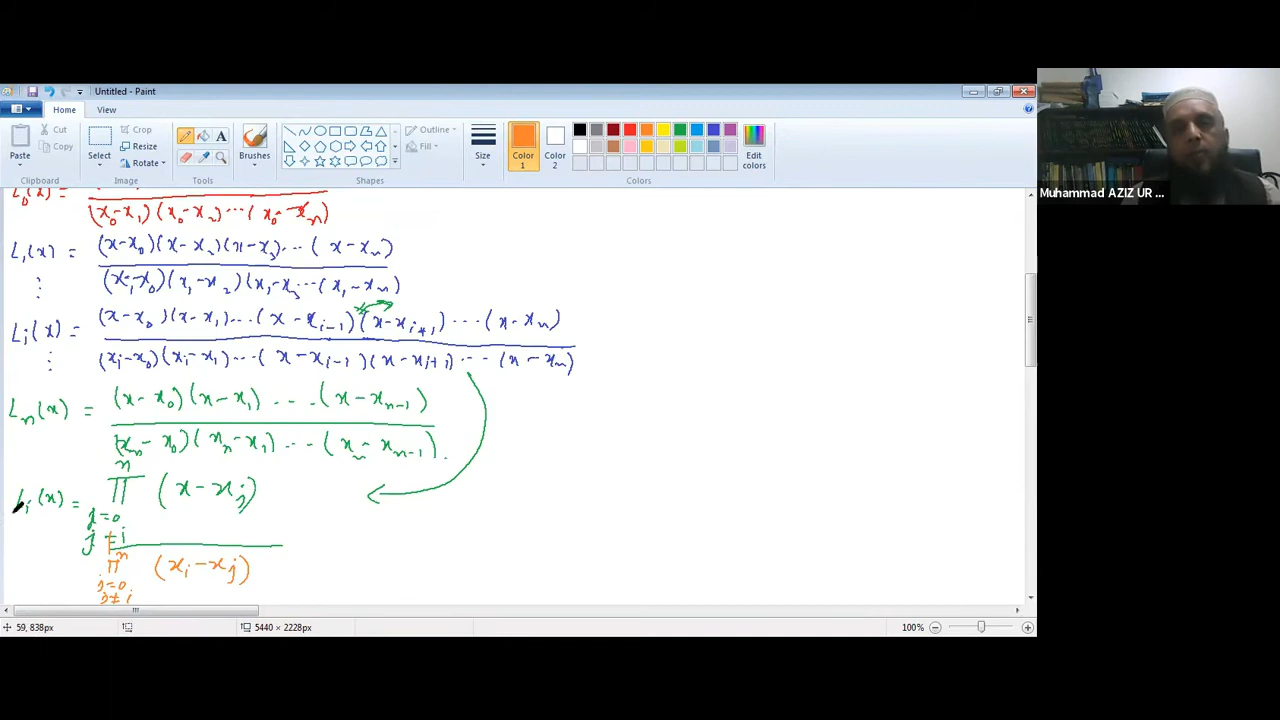 Untitled - Paint
Home View
Paste
Cut
Copy
Clipboard
Select
Crop
Resize
Rotate
Image
Tools
Brushes
Shapes
Outline
Fill
Size
Color 1
Color 2
Colors
Edit colors
Muhammad AZIZ UR ...
L₀(x) =
(x₀-x₁)(x₀-x₂)...(x₀-xₙ)
L₁(x) = (x-x₀)(x-x₂)(x-x₃)...(x-xₙ)
(x₁-x₀)(x₁-x₂)(x₁-x₃...(x₁-xₙ)
⋮
Lᵢ(x) = (x-x₀)(x-x₁)...(x-xᵢ₋₁)(x-xᵢ₊₁)...(x-xₙ)
(xᵢ-x₀)(xᵢ-x₁)...(x-xᵢ₋₁)(x-xᵢ₊₁)...(x-xₙ)
⋮
Lₙ(x) = (x-x₀)(x-x₁)....(x-xₙ₋₁)
(xₙ-x₀)(xₙ-x₁)...(xₙ-xₙ₋₁).
n
Lᵢ(x) = Π (x-xⱼ)
j=0
j≠i
n
Π (xᵢ-xⱼ)
j=0
j≠i
59, 838px
5440 × 2228px
100%